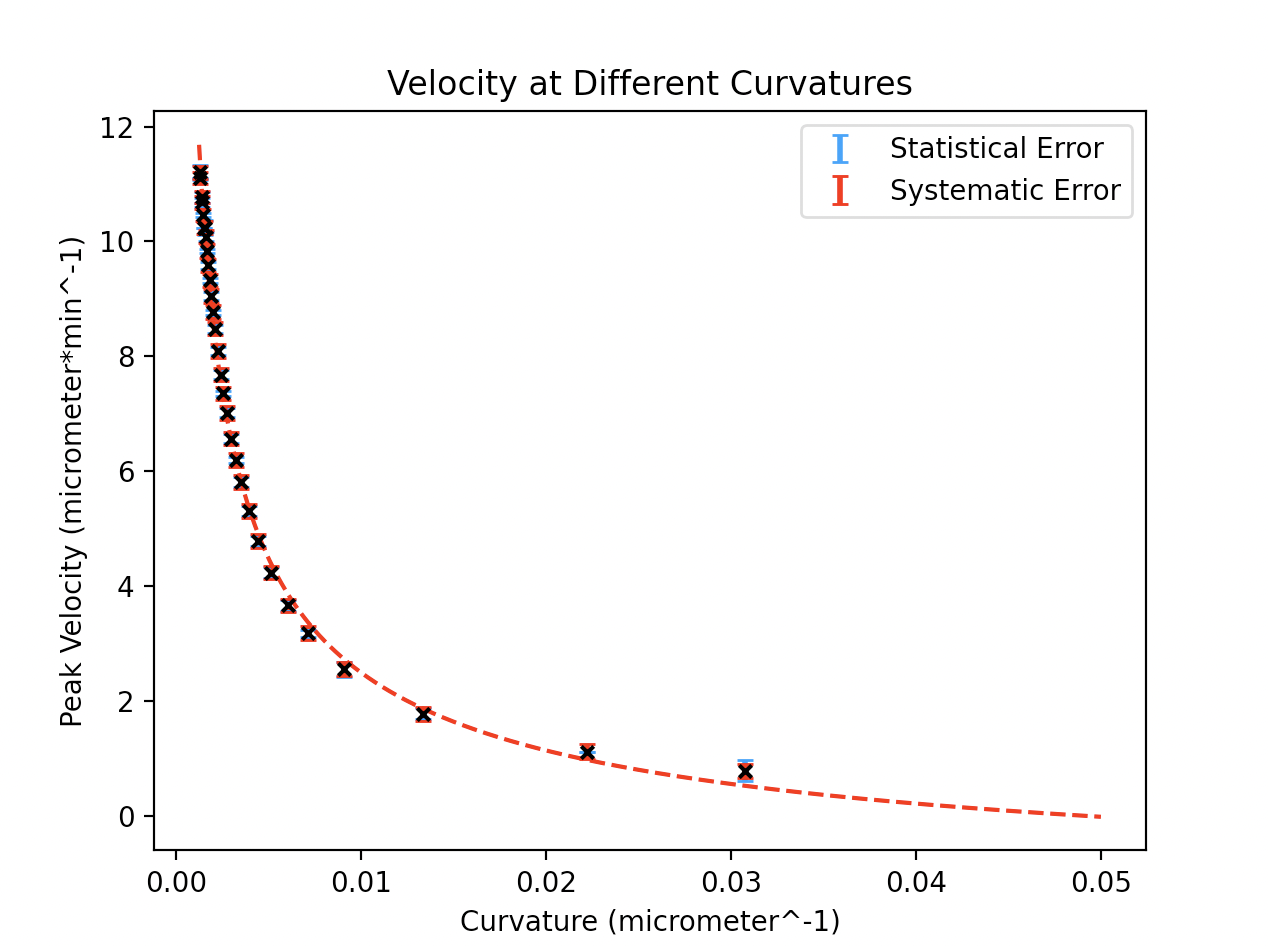 Velocity at Different Curvatures
Statistical Error
Systematic Error
Peak Velocity (micrometer*min^-1)
12
10
8
6
4
2
0
0.00 0.01 0.02 0.03 0.04 0.05
Curvature (micrometer^-1)